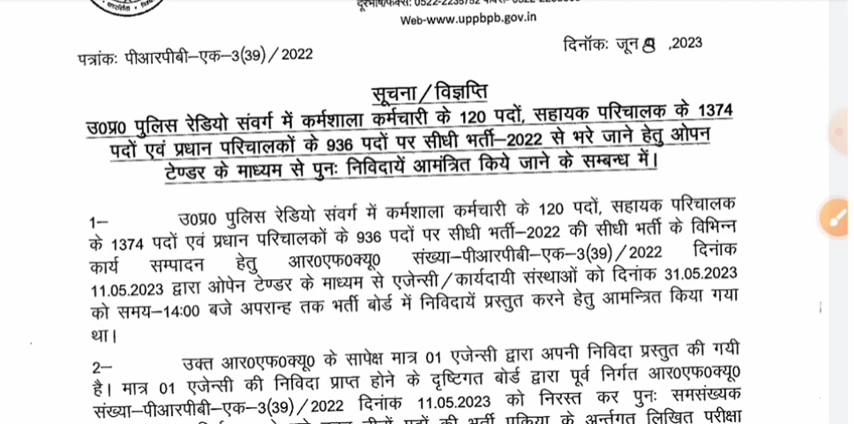 Web-www.uppbpb.gov.in
पत्रांकः पीआरपीबी–एक–3(39)/2022
दिनाँकः जून ,2023
सूचना/विज्ञप्ति
उ0प्र0 पुलिस रेडियो संवर्ग में कर्मशाला कर्मचारी के 120 पदों, सहायक परिचालक के 1374
पदों एवं प्रधान परिचालकों के 936 पदों पर सीधी भर्ती–2022 से भरे जाने हेतु ओपन
टेण्डर के माध्यम से पुनः निविदायें आमंत्रित किये जाने के सम्बन्ध में।
1– उ0प्र0 पुलिस रेडियो संवर्ग में कर्मशाला कर्मचारी के 120 पदों, सहायक परिचालक
के 1374 पदों एवं प्रधान परिचालकों के 936 पदों पर सीधी भर्ती–2022 की सीधी भर्ती के विभिन्न
कार्य सम्पादन हेतु आर0एफ0क्यू0 संख्या–पीआरपीबी–एक–3(39)/2022 दिनांक
11.05.2023 द्वारा ओपेन टेण्डर के माध्यम से एजेन्सी/कार्यदायी संस्थाओं को दिनांक 31.05.2023
को समय–14:00 बजे अपरान्ह तक भर्ती बोर्ड में निविदायें प्रस्तुत करने हेतु आमन्त्रित किया गया
था।
2– उक्त आर0एफ0क्यू0 के सापेक्ष मात्र 01 एजेन्सी द्वारा अपनी निविदा प्रस्तुत की गयी
है। मात्र 01 एजेन्सी की निविदा प्राप्त होने के दृष्टिगत बोर्ड द्वारा पूर्व निर्गत आर0एफ0क्यू0
संख्या–पीआरपीबी–एक–3(39)/2022 दिनांक 11.05.2023 को निरस्त कर पुनः समसंख्यक
पदों की भर्ती प्रक्रिया के अर्न्तगत लिखित परीक्षा